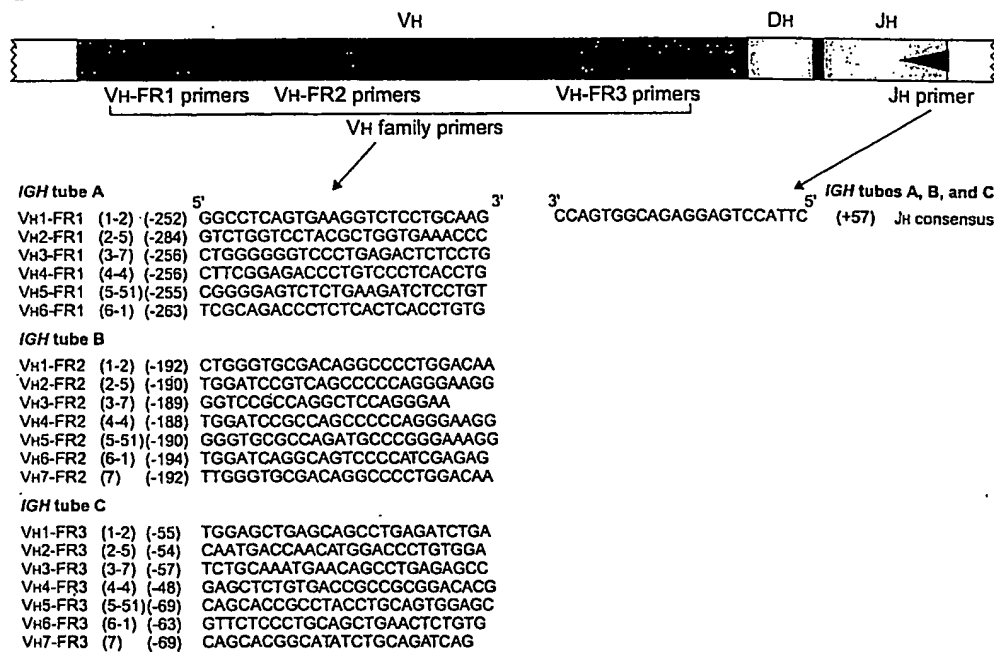 VH DH JH
VH-FR1 primers VH-FR2 primers VH-FR3 primers JH primer
VH family primers
IGH tube A 5' 3' 3' 5' IGH tubes A, B, and C
VH1-FR1 (1-2) (-252) GGCCTCAGTGAAGGTCTCCTGCAAG CCAGTGGCAGAGGAGTCCATTC (+57) JH consensus
VH2-FR1 (2-5) (-284) GTCTGGTCCTACGCTGGTGAAACCC
VH3-FR1 (3-7) (-256) CTGGGGGGTCCCTGAGACTCTCCTG
VH4-FR1 (4-4) (-256) CTTCGGAGACCCTGTCCCTCACCTG
VH5-FR1 (5-51) (-255) CGGGGAGTCTCTGAAGATCTCCTGT
VH6-FR1 (6-1) (-263) TCGCAGACCCTCTCACTCACCTGTG
IGH tube B
VH1-FR2 (1-2) (-192) CTGGGTGCGACAGGCCCCTGGACAA
VH2-FR2 (2-5) (-190) TGGATCCGTCAGCCCCCAGGGAAGG
VH3-FR2 (3-7) (-189) GGTCCGCCAGGCTCCAGGGAA
VH4-FR2 (4-4) (-188) TGGATCCGCCAGCCCCCAGGGAAGG
VH5-FR2 (5-51) (-190) GGGTGCGCCAGATGCCCGGGAAAGG
VH6-FR2 (6-1) (-194) TGGATCAGGCAGTCCCCATCGAGAG
VH7-FR2 (7) (-192) TTGGGTGCGACAGGCCCCTGGACAA
IGH tube C
VH1-FR3 (1-2) (-55) TGGAGCTGAGCAGCCTGAGATCTGA
VH2-FR3 (2-5) (-54) CAATGACCAACATGGACCCTGTGGA
VH3-FR3 (3-7) (-57) TCTGCAAATGAACAGCCTGAGAGCC
VH4-FR3 (4-4) (-48) GAGCTCTGTGACCGCCGCGGACACG
VH5-FR3 (5-51) (-69) CAGCACCGCCTACCTGCAGTGGAGC
VH6-FR3 (6-1) (-63) GTTCTCCCTGCAGCTGAACTCTGTG
VH7-FR3 (7) (-69) CAGCACGGCATATCTGCAGATCAG